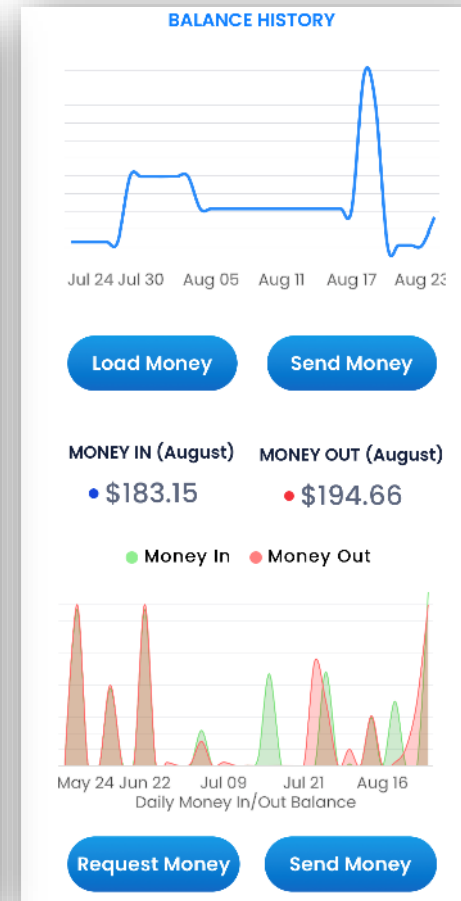 BALANCE HISTORY
Jul 24 Jul 30 Aug 05 Aug 11 Aug 17 Aug 23
Load Money Send Money
MONEY IN (August) MONEY OUT (August)
$183.15 $194.66
Money In Money Out
May 24 Jun 22 Jul 09 Jul 21 Aug 16
Daily Money In/Out Balance
Request Money Send Money